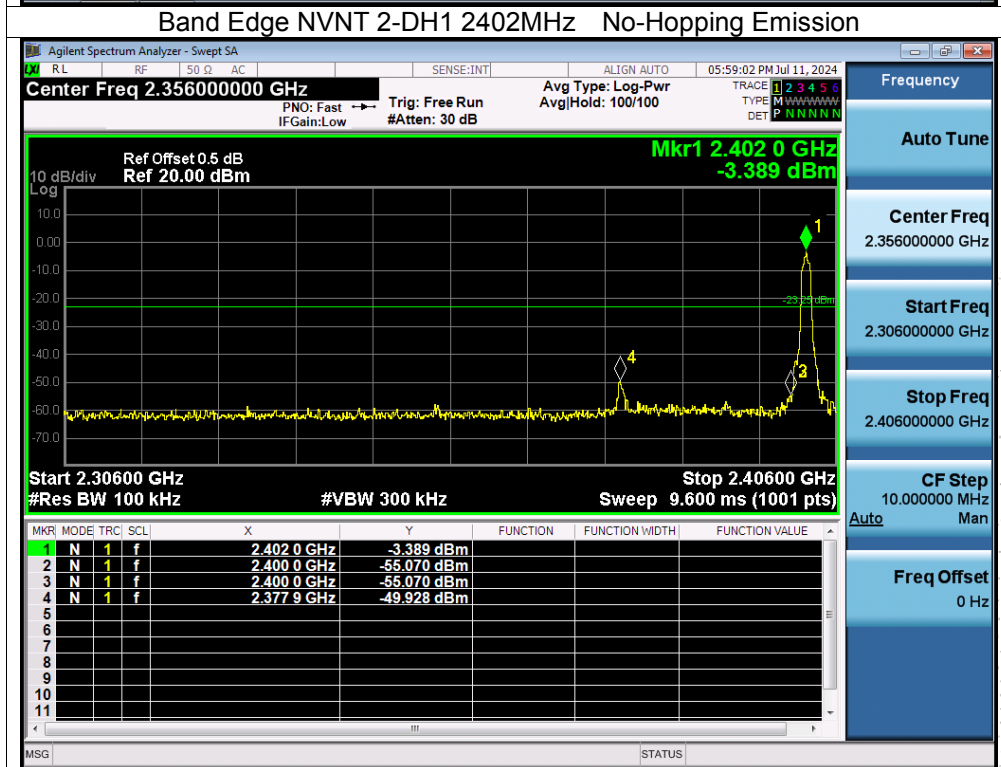 Band Edge NVNT 2-DH1 2402MHz No-Hopping Emission
Agilent Spectrum Analyzer - Swept SA
LXI RL RF 50 Ω AC SENSE:INT ALIGN AUTO 05:59:02 PM Jul 11, 2024
Center Freq 2.356000000 GHz
PNO: Fast
IFGain:Low
Trig: Free Run
#Atten: 30 dB
Avg Type: Log-Pwr
Avg|Hold: 100/100
TRACE 1 2 3 4 5 6
TYPE M W W W W W
DET P N N N N N
Frequency
Auto Tune
Center Freq
2.356000000 GHz
Start Freq
2.306000000 GHz
Stop Freq
2.406000000 GHz
CF Step
10.000000 MHz
Auto Man
Freq Offset
0 Hz
Ref Offset 0.5 dB
10 dB/div Ref 20.00 dBm
Log
Mkr1 2.402 0 GHz
-3.389 dBm
10.0
0.00
-10.0
-20.0
-30.0
-40.0
-50.0
-60.0
-70.0
1
-23.25 dBm
4
3
Start 2.30600 GHz Stop 2.40600 GHz
#Res BW 100 kHz #VBW 300 kHz Sweep 9.600 ms (1001 pts)
MKR MODE TRC SCL X Y FUNCTION FUNCTION WIDTH FUNCTION VALUE
1 N 1 f 2.402 0 GHz -3.389 dBm
2 N 1 f 2.400 0 GHz -55.070 dBm
3 N 1 f 2.400 0 GHz -55.070 dBm
4 N 1 f 2.377 9 GHz -49.928 dBm
5
6
7
8
9
10
11
MSG STATUS